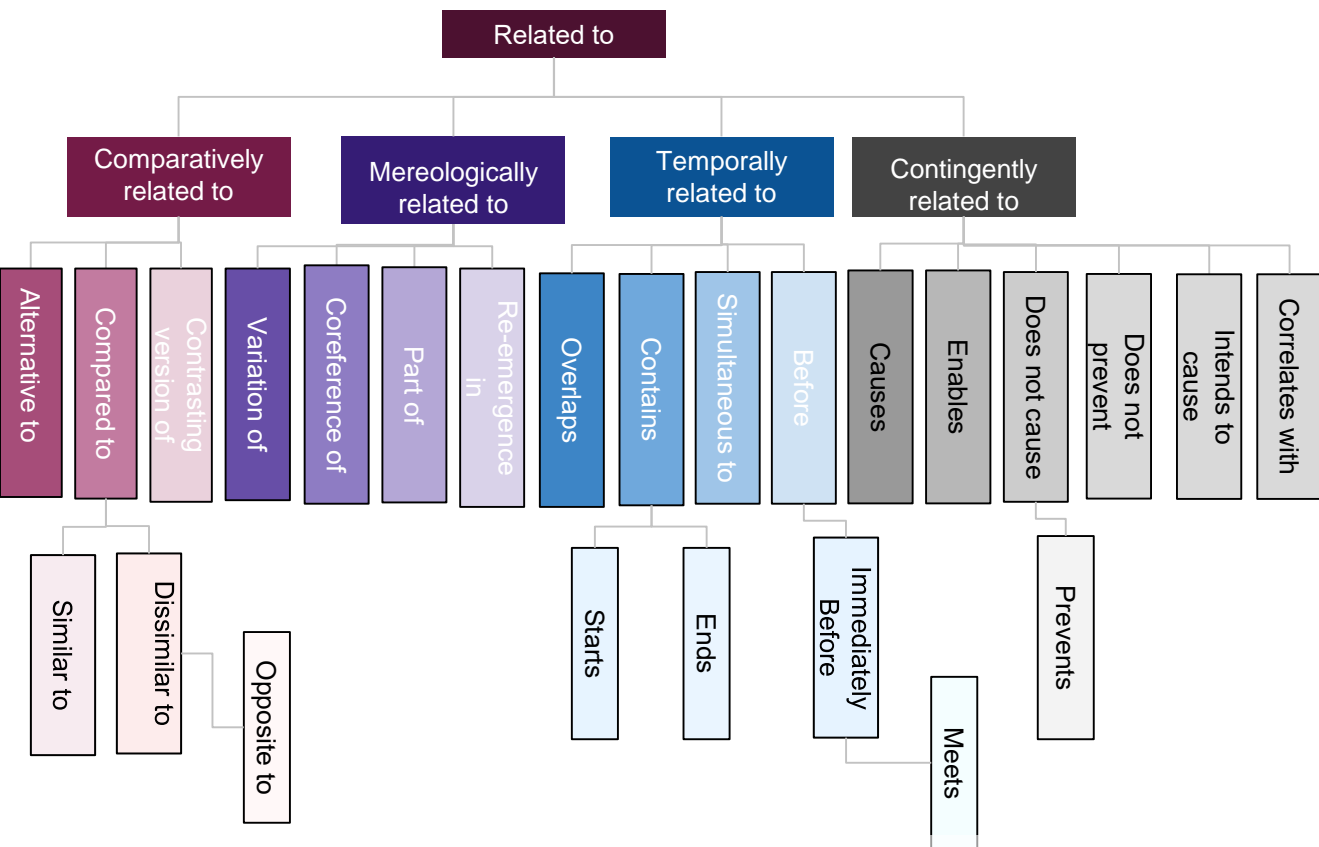 Related to
Comparatively
related to
Mereologically
related to
Temporally
related to
Contingently
related to
Alternative to
Compared to
Contrasting
version of
Variation of
Coreference of
Part of
Re-emergence
in
Overlaps
Contains
Simultaneous to
Before
Causes
Enables
Does not cause
Does not
prevent
Intends to
cause
Correlates with
Similar to
Dissimilar to
Opposite to
Starts
Ends
Immediately
Before
Meets
Prevents